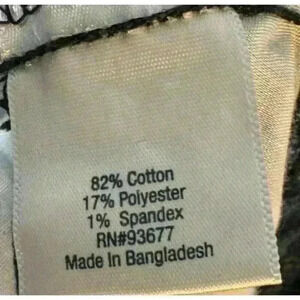 82% Cotton
17% Polyester
1% Spandex
RN#93677
Made In Bangladesh